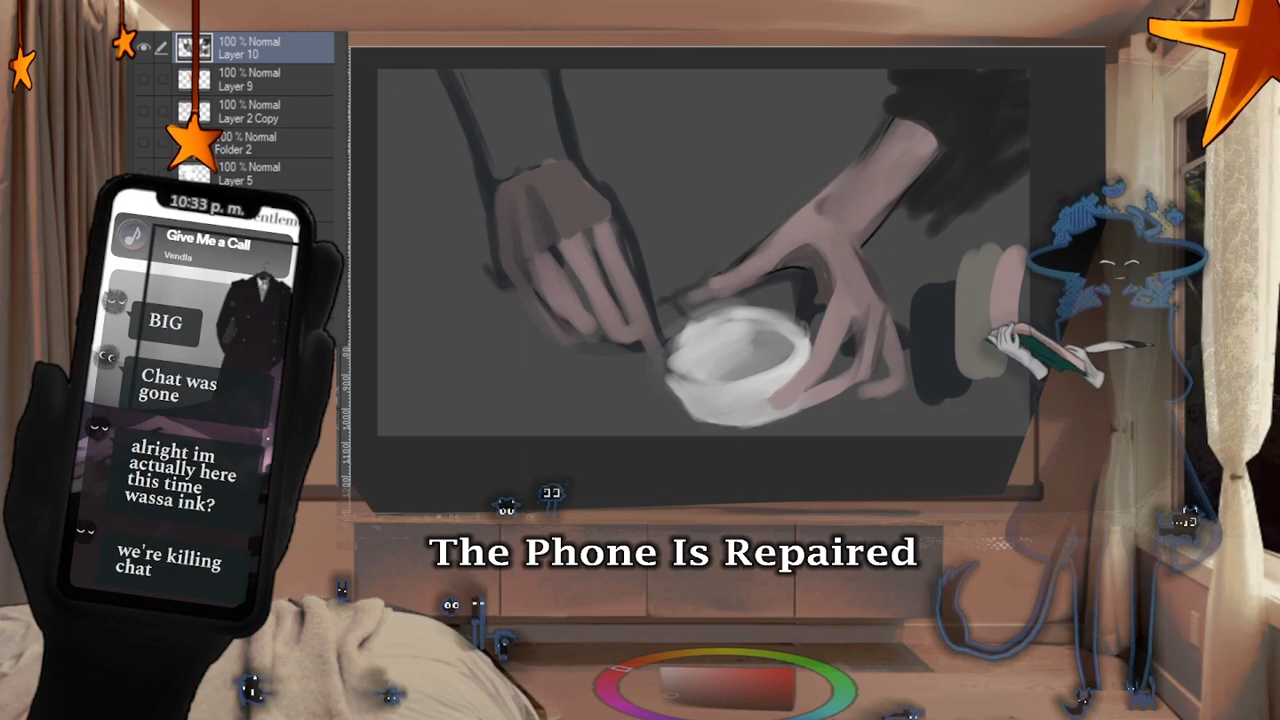 100 % Normal
Layer 10
100 % Normal
Layer 9
100 % Normal
Layer 2 Copy
00 % Normal
Folder 2
100 % Normal
Layer 5
10:33 p. m.
entlem
Give Me a Call
Vendla
BIG
Chat was
gone
alright im
actually here
this time
wassa ink?
we're killing
chat
The Phone Is Repaired